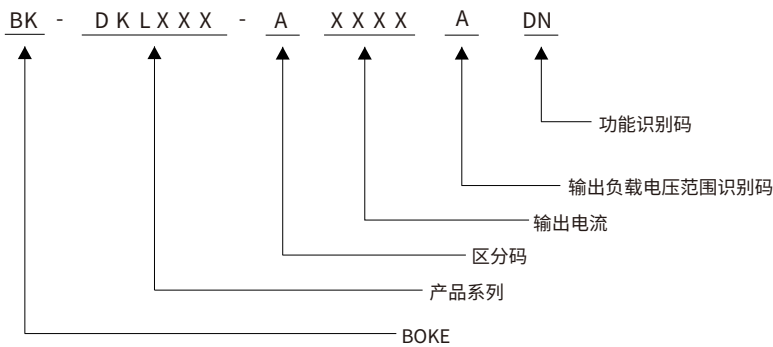 BK - DKLXXX - A XXXX A DN
功能识别码
输出负载电压范围识别码
输出电流
区分码
产品系列
BOKE